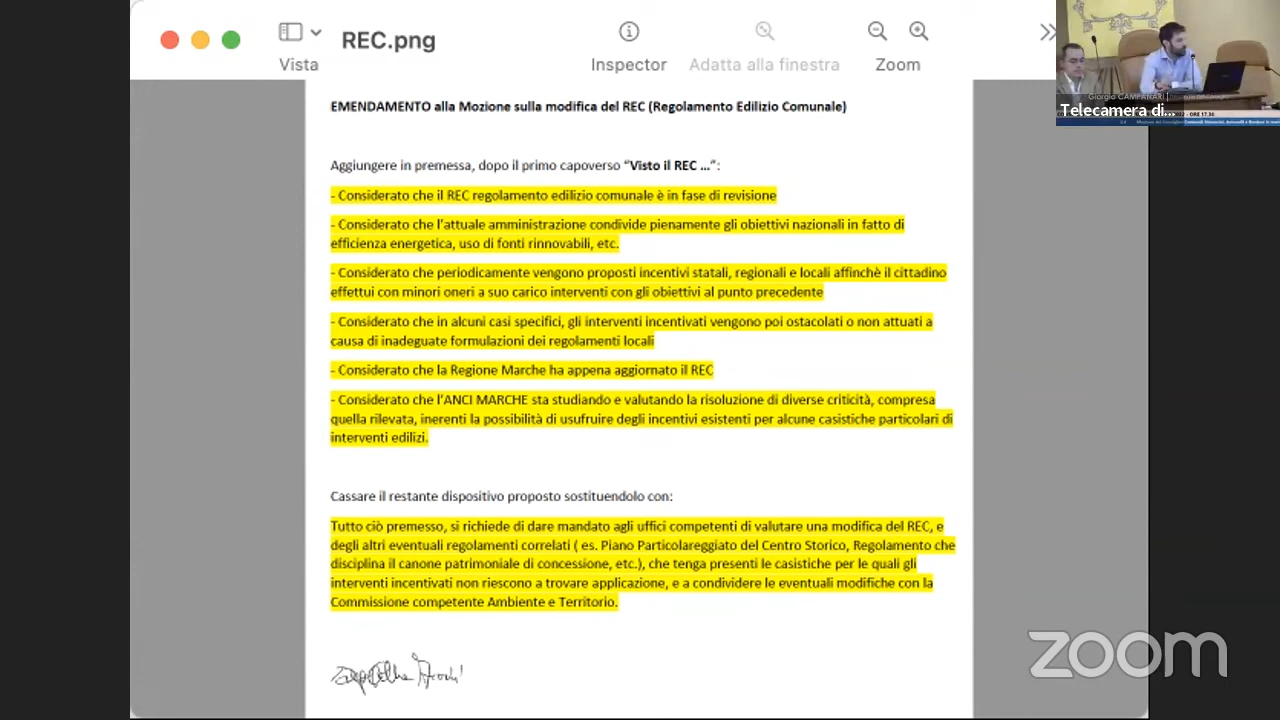 REC.png
Vista
Inspector
Adatta alla finestra
Zoom
EMENDAMENTO alla Mozione sulla modifica del REC (Regolamento Edilizio Comunale)
Aggiungere in premessa, dopo il primo capoverso “Visto il REC …”:
- Considerato che il REC regolamento edilizio comunale è in fase di revisione
- Considerato che l'attuale amministrazione condivide pienamente gli obiettivi nazionali in fatto di
efficienza energetica, uso di fonti rinnovabili, etc.
- Considerato che periodicamente vengono proposti incentivi statali, regionali e locali affinchè il cittadino
effettui con minori oneri a suo carico interventi con gli obiettivi al punto precedente
- Considerato che in alcuni casi specifici, gli interventi incentivati vengono poi ostacolati o non attuati a
causa di inadeguate formulazioni dei regolamenti locali
- Considerato che la Regione Marche ha appena aggiornato il REC
- Considerato che l'ANCI MARCHE sta studiando e valutando la risoluzione di diverse criticità, compresa
quella rilevata, inerenti la possibilità di usufruire degli incentivi esistenti per alcune casistiche particolari di
interventi edilizi.
Cassare il restante dispositivo proposto sostituendolo con:
Tutto ciò premesso, si richiede di dare mandato agli uffici competenti di valutare una modifica del REC, e
degli altri eventuali regolamenti correlati ( es. Piano Particolareggiato del Centro Storico, Regolamento che
disciplina il canone patrimoniale di concessione, etc.), che tenga presenti le casistiche per le quali gli
interventi incentivati non riescono a trovare applicazione, e a condividere le eventuali modifiche con la
Commissione competente Ambiente e Territorio.
Giorgio CAMPANARI
Telecamera di...
- ORE 17.30
zoom